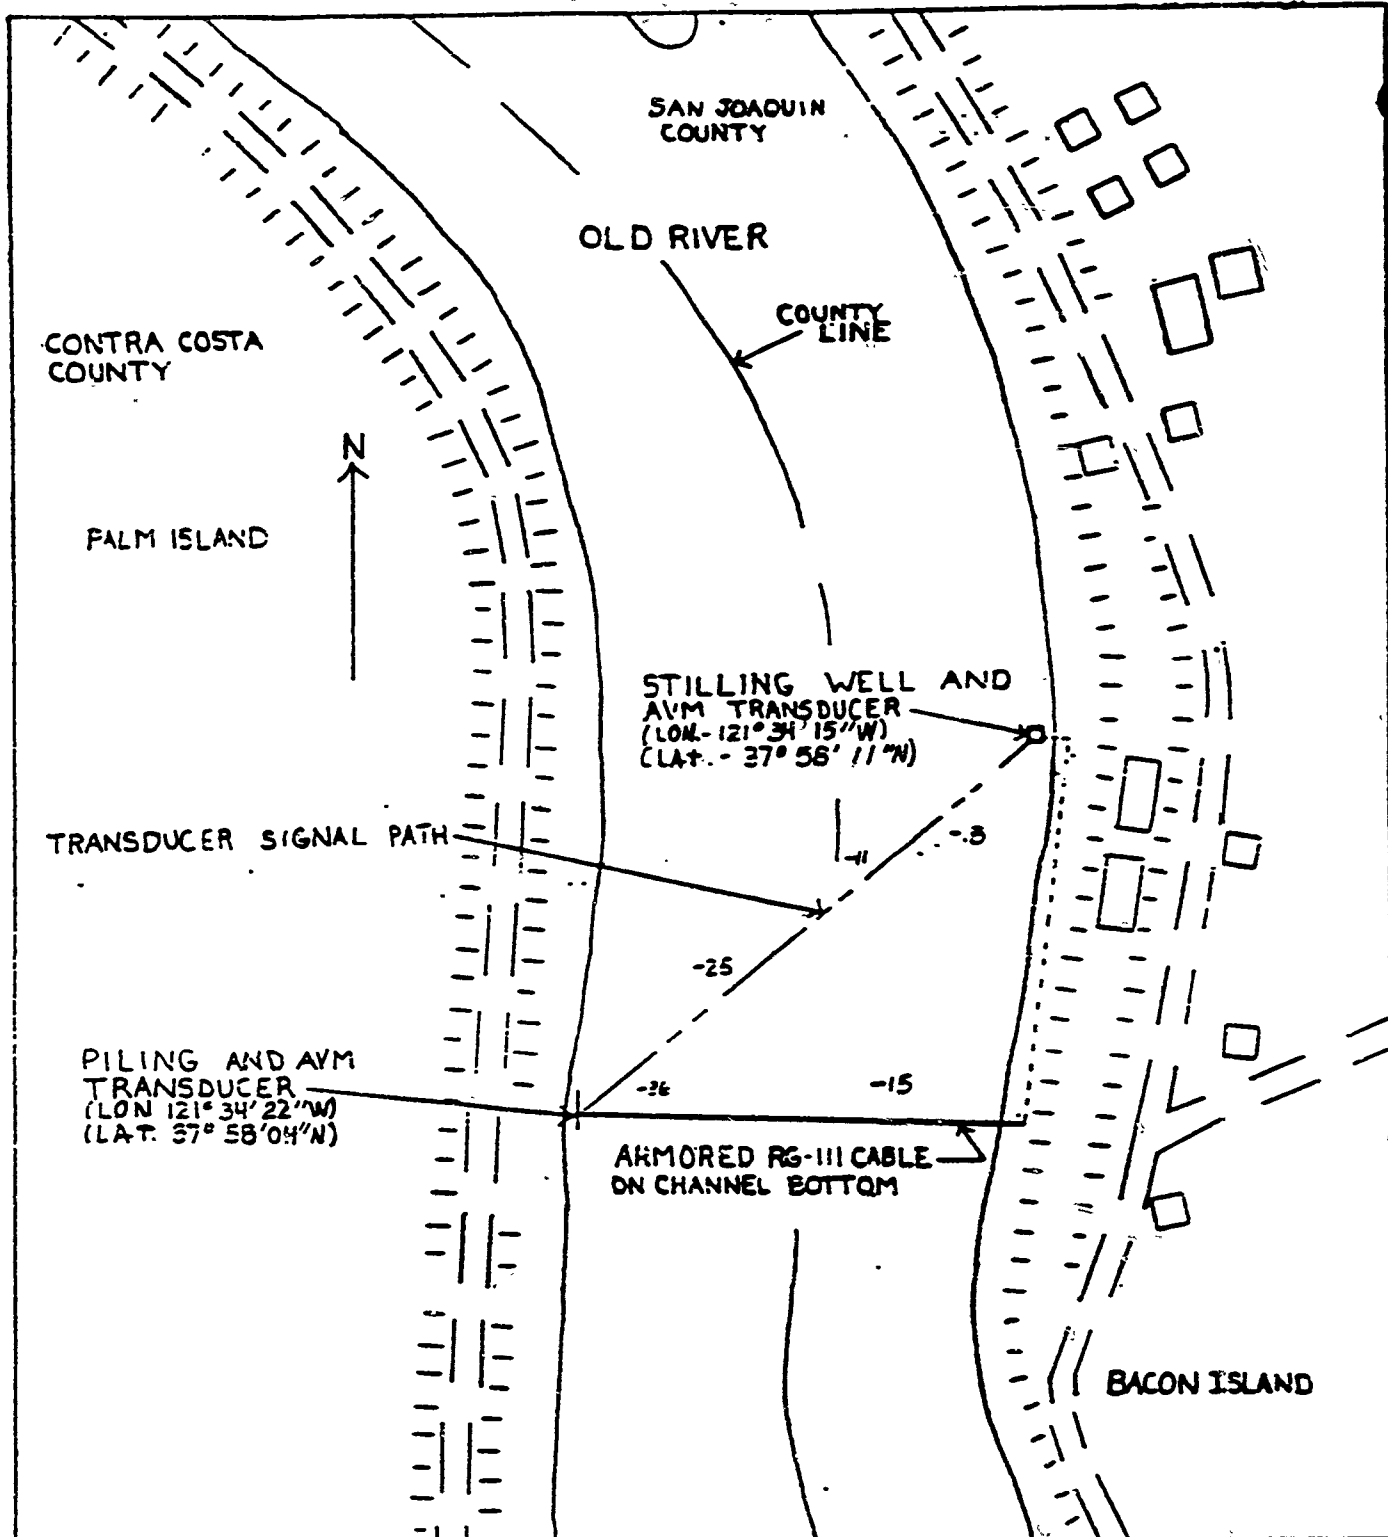 SAN JOAQUIN
COUNTY
OLD RIVER
COUNTY
LINE
CONTRA COSTA
COUNTY
N
PALM ISLAND
STILLING WELL AND
AVM TRANSDUCER
(LON.- 121° 34' 15"W)
(LAT. - 37° 58' 11"N)
TRANSDUCER SIGNAL PATH
-.3
-11
-25
PILING AND AVM
TRANSDUCER
(LON 121° 34' 22"W)
(LAT. 37° 58' 04"N)
-15
ARMORED RG-111 CABLE
ON CHANNEL BOTTOM
BACON ISLAND